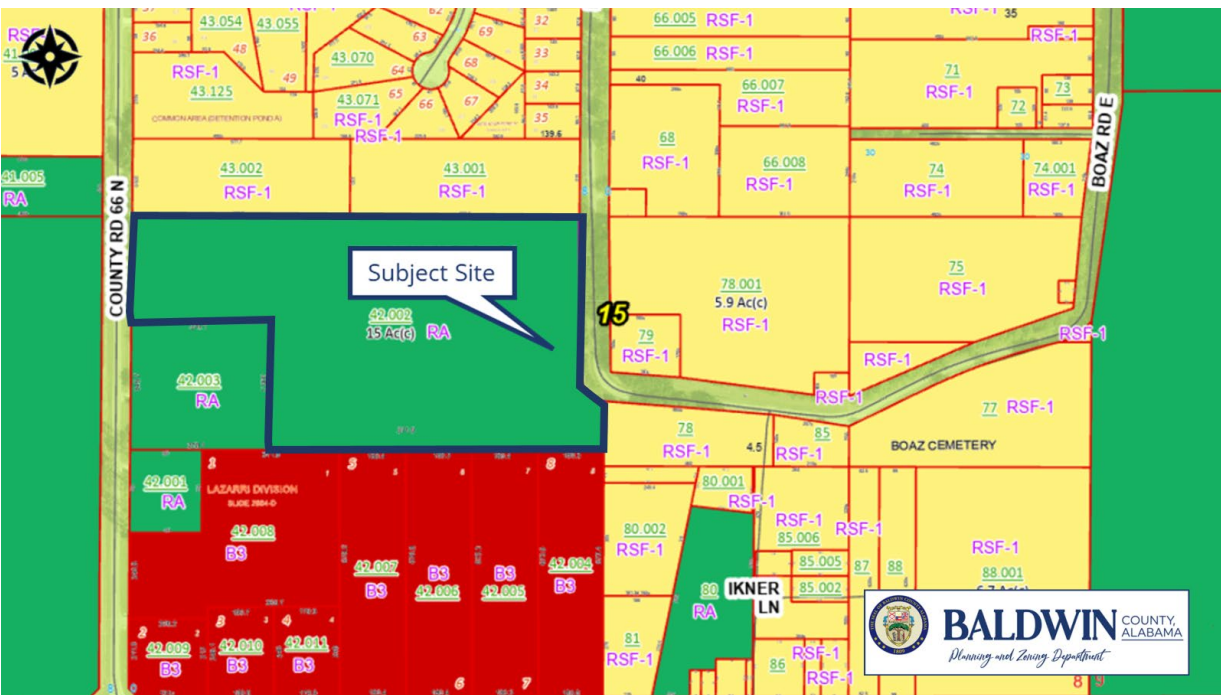 37
43.054
43.055
36
48
49
RSF-1
43.125
COMMON AREA (DETENTION POND A)
43.070
62
63
69
64
68
65
66
67
43.071
RSF-1
RSF-1
32
33
34
35
139.6
66.005 RSF-1
66.006 RSF-1
40
66.007
RSF-1
68
RSF-1
66.008
RSF-1
35
RSF-1
71
RSF-1
72
73
30
30
74
RSF-1
74.001
RSF-1
BOAZ RD E
41.005
RA
43.002
RSF-1
43.001
RSF-1
COUNTY RD 66 N
Subject Site
42.002
15 Ac(c) RA
15
78.001
5.9 Ac(c)
RSF-1
75
RSF-1
79
RSF-1
RSF-1
RSF-1
RSF-1
42.003
RA
77 RSF-1
BOAZ CEMETERY
78
RSF-1
4.5
85
RSF-1
42.001
RA
LAZARRI DIVISION
42.008
B3
42.007
B3
B3
42.006
B3
42.005
42.004
B3
80.001
RSF-1
80.002
RSF-1
RSF-1
85.006
RSF-1
85.005
85.002
87
88
RSF-1
88.001
80
RA
IKNER
LN
42.009
B3
42.010
B3
42.011
B3
81
RSF-1
86
RSF-1
6
7
8 9
BALDWIN
COUNTY,
ALABAMA
Planning and Zoning Department